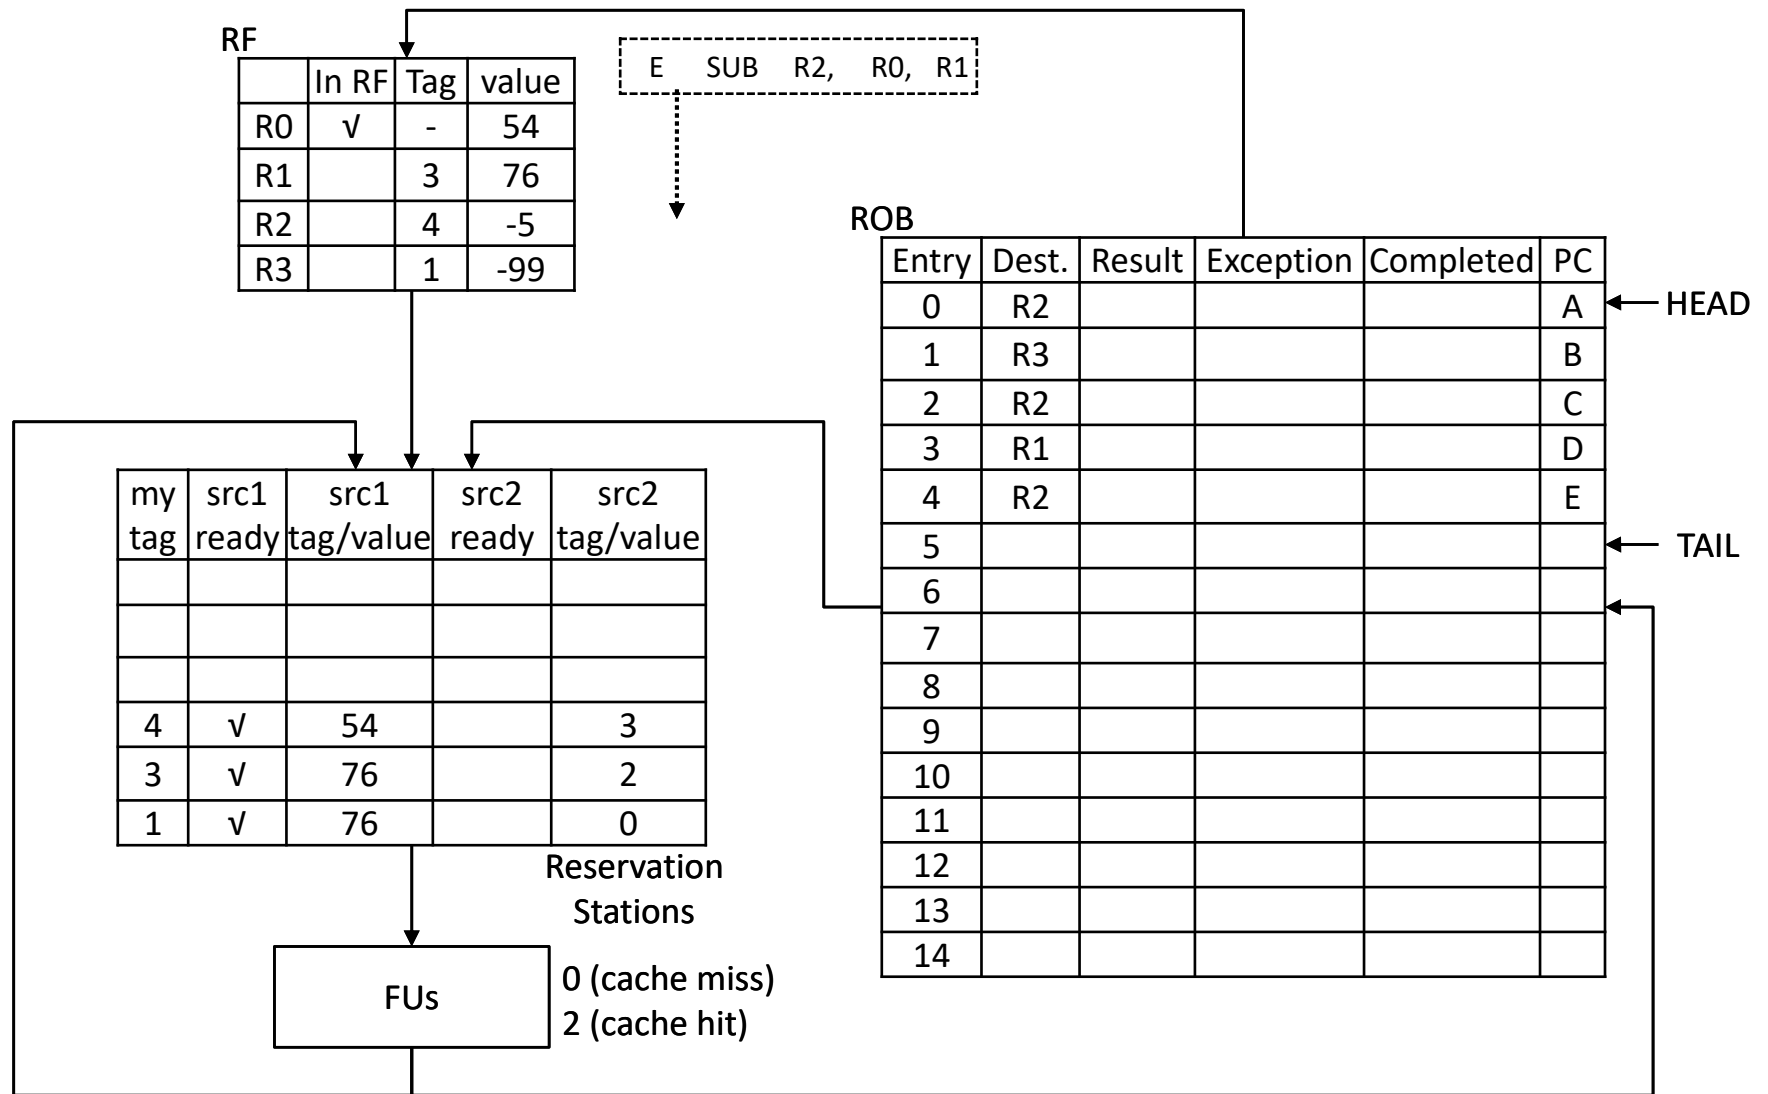 RF
In RF Tag value
R0 √ - 54
R1 3 76
R2 4 -5
R3 1 -99
E SUB R2, R0, R1
ROB
Entry Dest. Result Exception Completed PC
0 R2 A
1 R3 B
2 R2 C
3 R1 D
4 R2 E
5
6
7
8
9
10
11
12
13
14
HEAD
TAIL
my src1 src1 src2 src2
tag ready tag/value ready tag/value
4 √ 54 3
3 √ 76 2
1 √ 76 0
Reservation
Stations
FUs
0 (cache miss)
2 (cache hit)